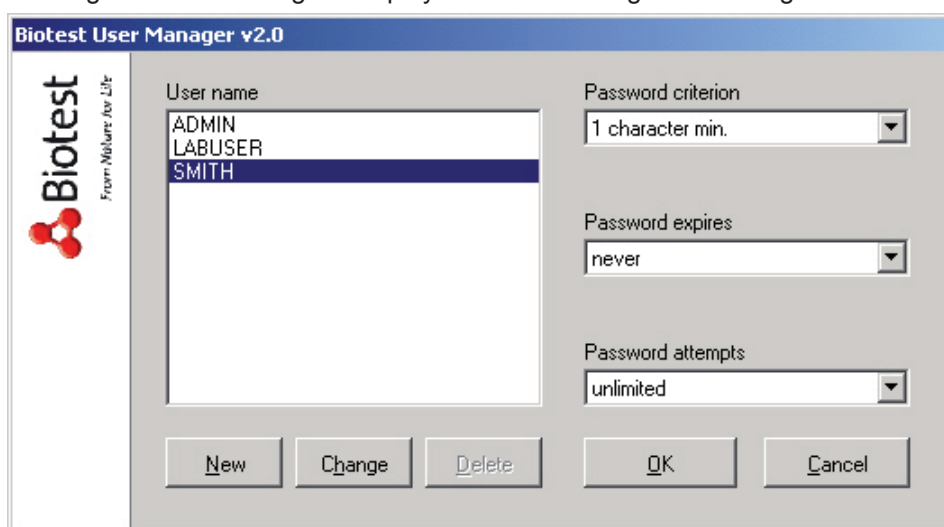 Biotest User Manager v2.0
Biotest
From Nature for Life
User name
ADMIN
LABUSER
SMITH
Password criterion
1 character min.
Password expires
never
Password attempts
unlimited
New
Change
Delete
OK
Cancel